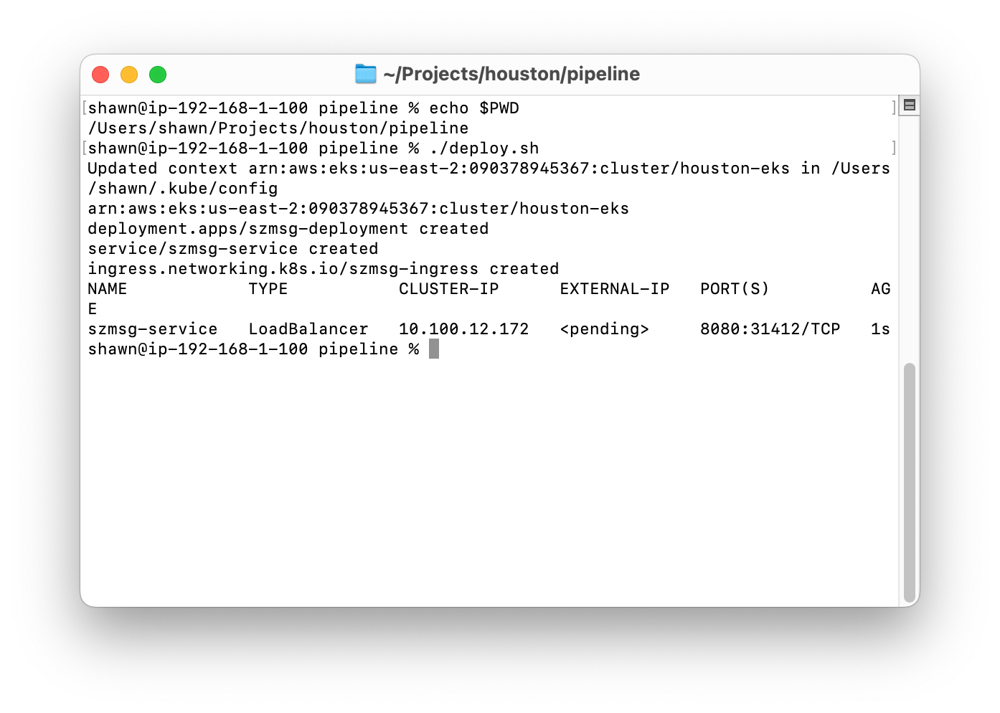 ~/Projects/houston/pipeline
[shawn@ip-192-168-1-100 pipeline % echo $PWD ]
/Users/shawn/Projects/houston/pipeline
[shawn@ip-192-168-1-100 pipeline % ./deploy.sh ]
Updated context arn:aws:eks:us-east-2:090378945367:cluster/houston-eks in /Users
/shawn/.kube/config
arn:aws:eks:us-east-2:090378945367:cluster/houston-eks
deployment.apps/szmsg-deployment created
service/szmsg-service created
ingress.networking.k8s.io/szmsg-ingress created
NAME            TYPE           CLUSTER-IP      EXTERNAL-IP   PORT(S)          AG
E
szmsg-service   LoadBalancer   10.100.12.172   <pending>     8080:31412/TCP   1s
shawn@ip-192-168-1-100 pipeline %